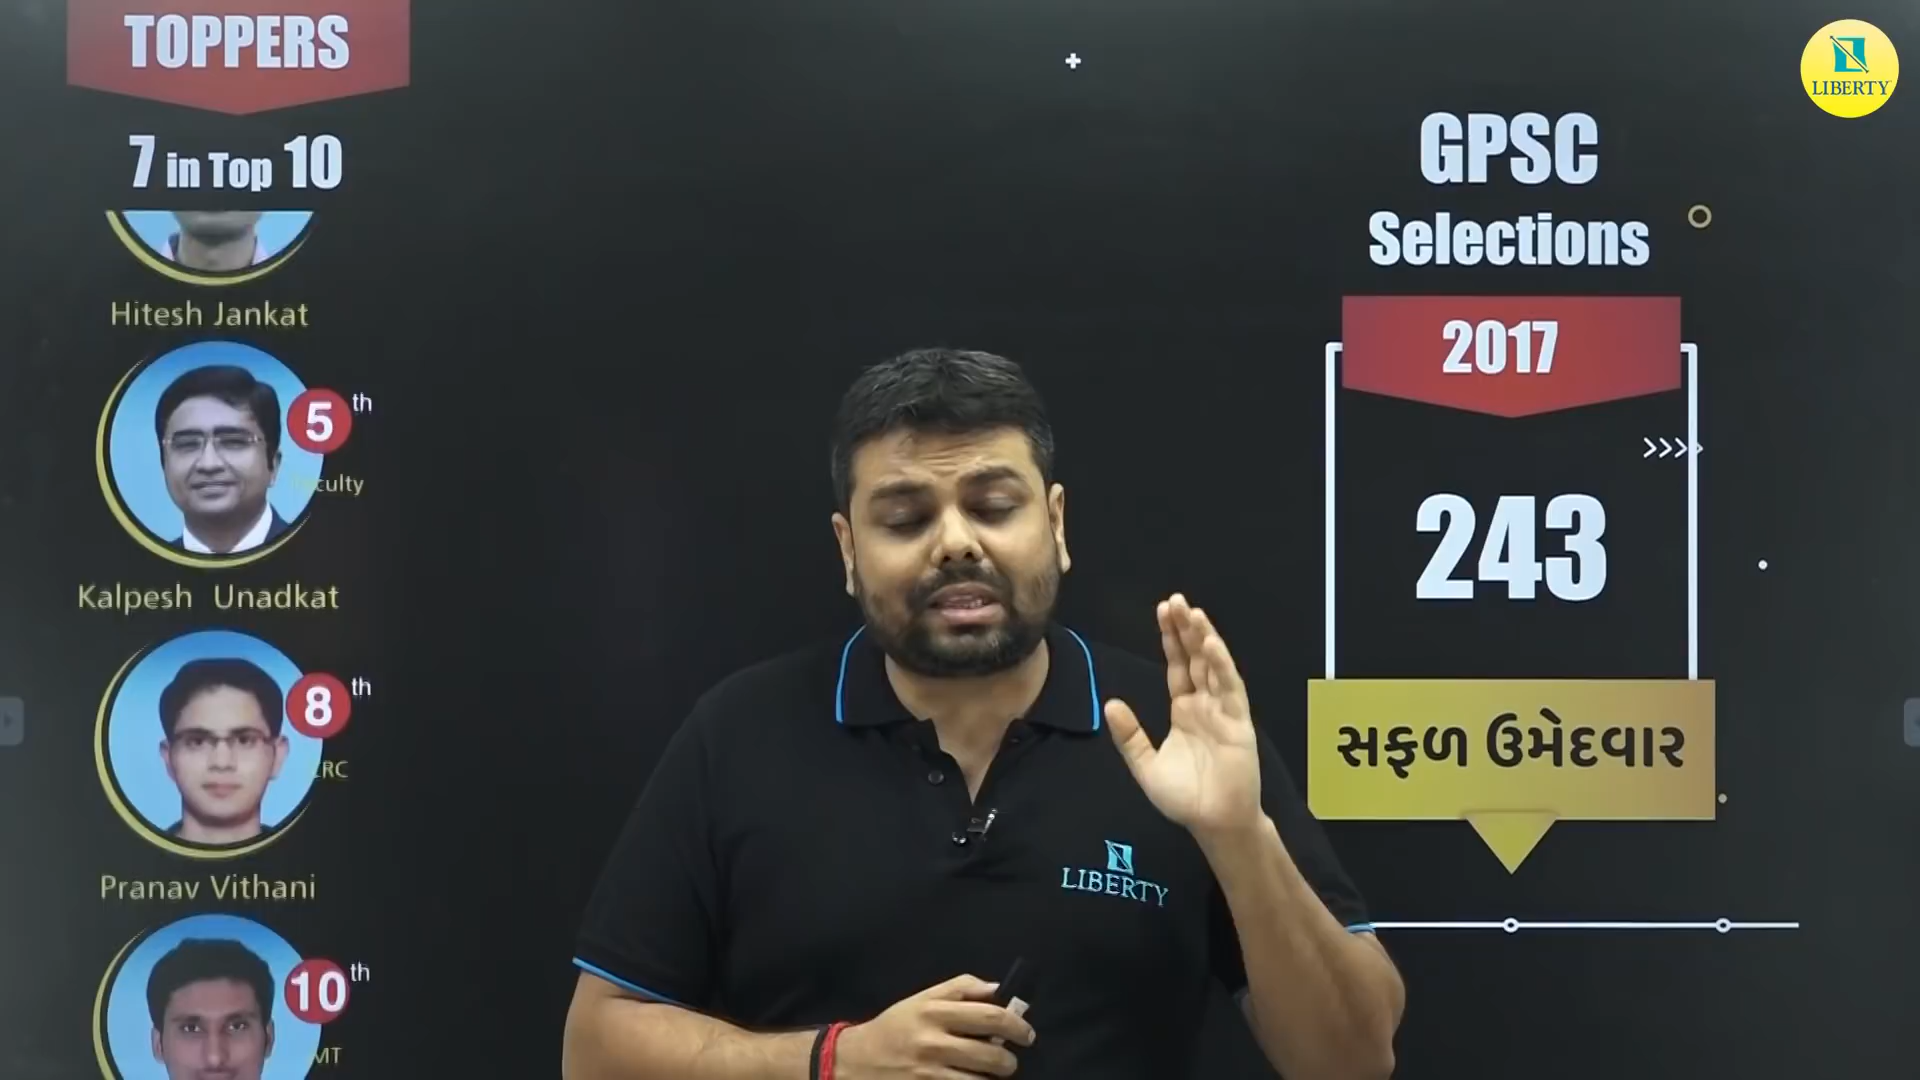 TOPPERS
7 in Top 10
Hitesh Jankat
5th
Kalpesh Unadkat
8th
Pranav Vithani
10th
GPSC
Selections
2017
243
સફળ ઉમેદવાર
LIBERTY
LIBERTY